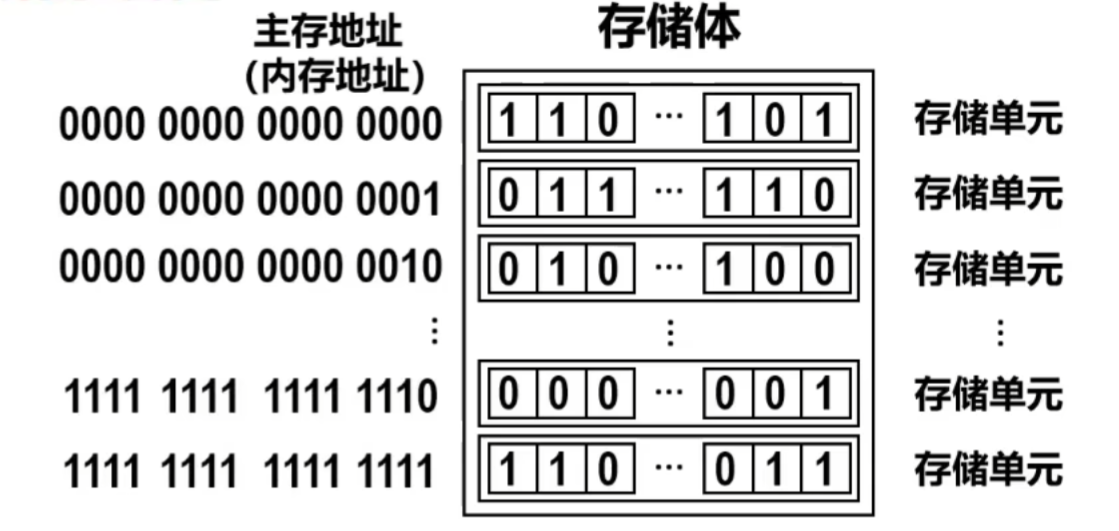 主存地址 存储体
（内存地址）
0000 0000 0000 0000 1 1 0 ··· 1 0 1 存储单元
0000 0000 0000 0001 0 1 1 ··· 1 1 0 存储单元
0000 0000 0000 0010 0 1 0 ··· 1 0 0 存储单元
⋮ ⋮ ⋮
1111 1111 1111 1110 0 0 0 ··· 0 0 1 存储单元
1111 1111 1111 1111 1 1 0 ··· 0 1 1 存储单元